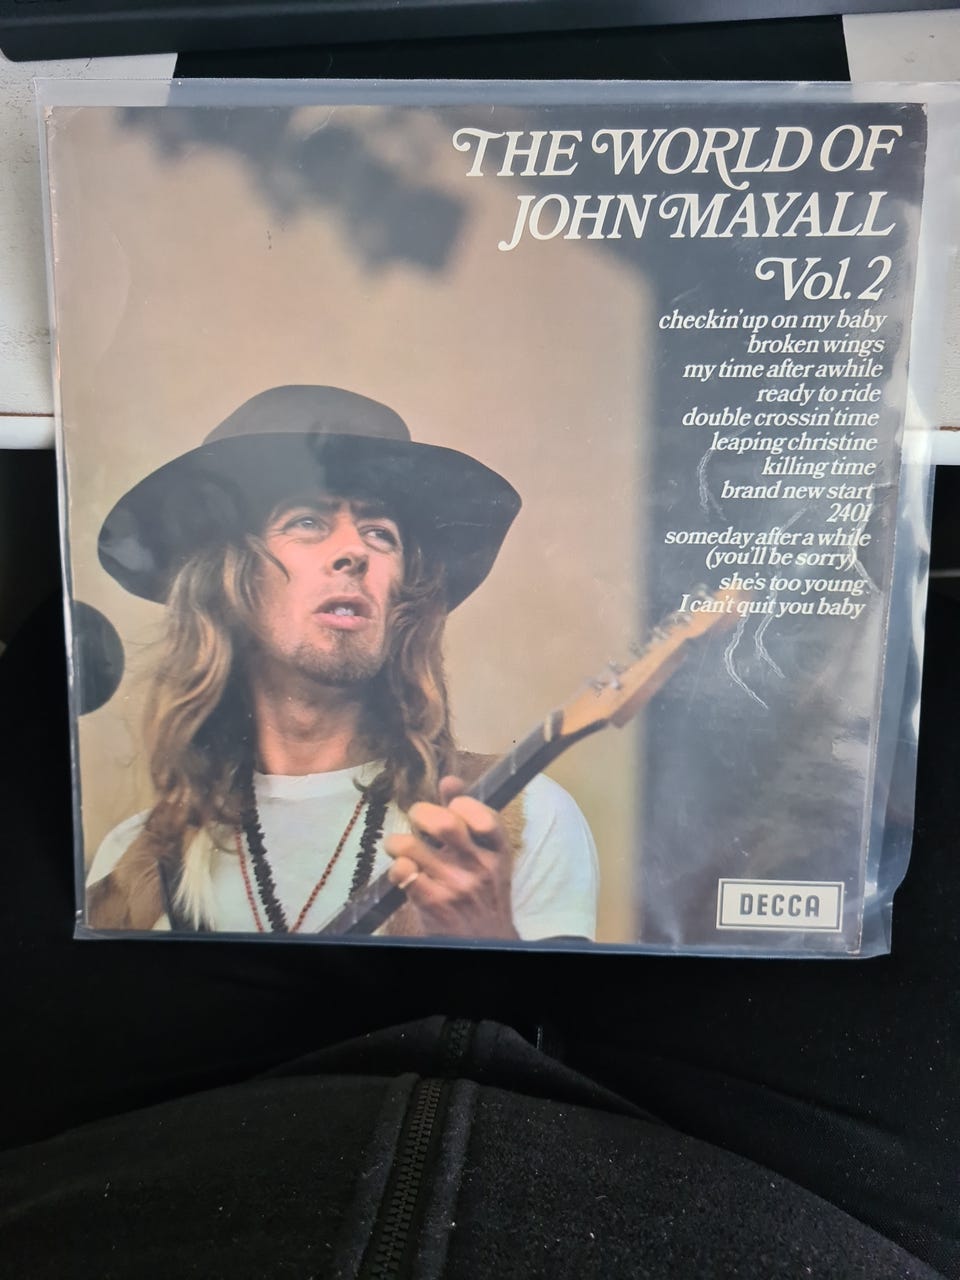 THE WORLD OF
JOHN MAYALL
Vol. 2
checkin' up on my baby
broken wings
my time after awhile
ready to ride
double crossin' time
leaping christine
killing time
brand new start
2401
someday after a while
(you'll be sorry)
she's too young
I can't quit you baby
DECCA